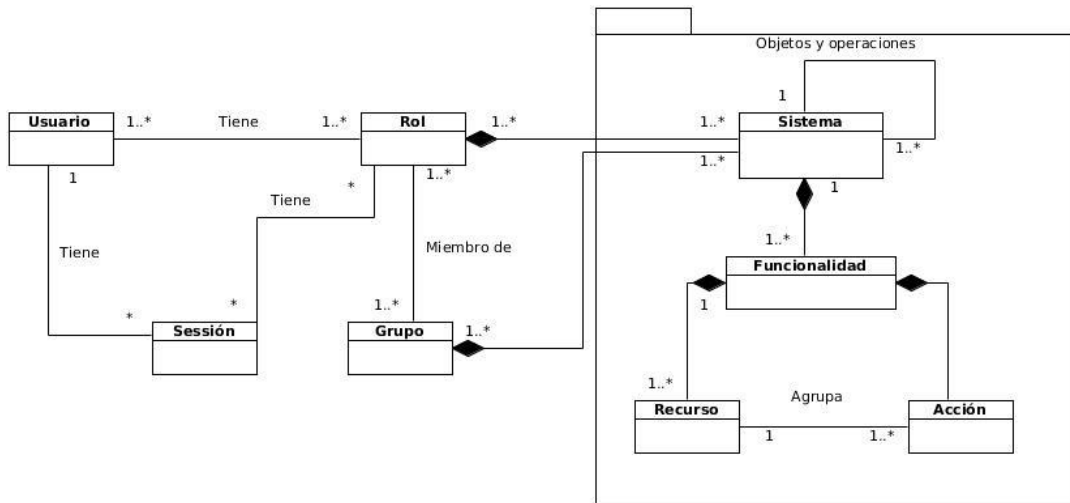 Objetos y operaciones
1
Usuario
1..*
Tiene
1..*
Rol
1..*
1..*
Sistema
1..*
1..*
1
1..*
*
1
Tiene
Tiene
Miembro de
1..*
Funcionalidad
1
*
*
1..*
Sessión
Grupo
1..*
1..*
Recurso
Agrupa
Acción
1
1..*